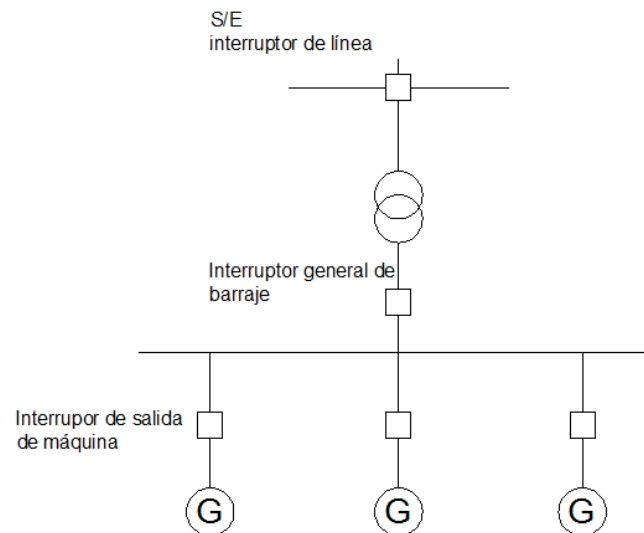 S/E
interruptor de línea
Interruptor general de
barraje
Interrupor de salida
de máquina
G G G